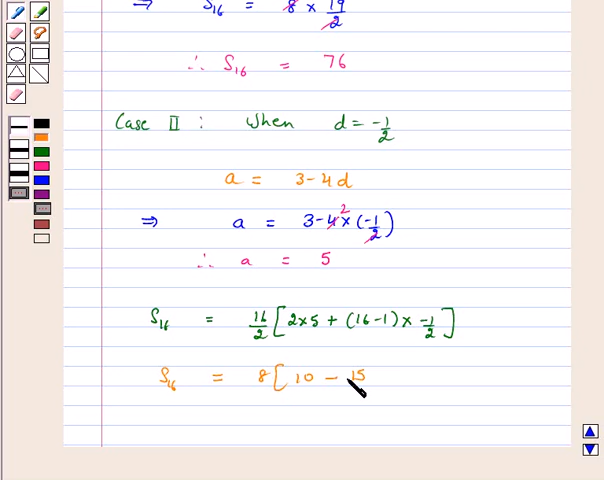 ⇒ S₁₆ = 8 × 19/2
∴ S₁₆ = 76
Case II : When d = -1/2
a = 3-4d
⇒ a = 3-4 2 × (-1/2)
∴ a = 5
S₁₆ = 16/2 [2×5 + (16-1) × -1/2]
S₁₆ = 8 [10 - 15